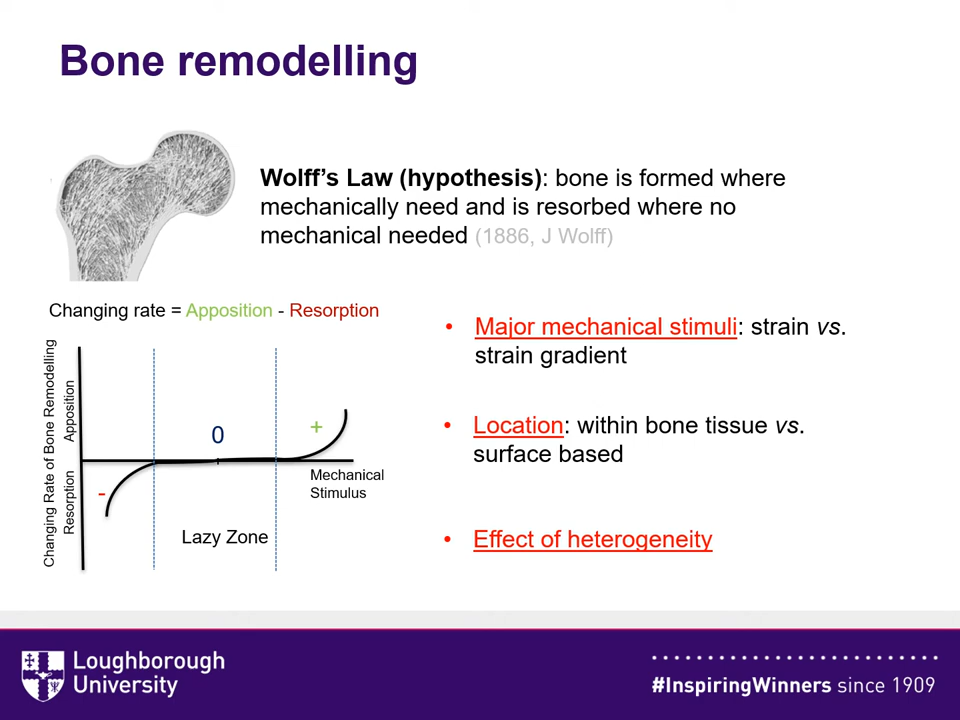 Bone remodelling
Wolff’s Law (hypothesis): bone is formed where
mechanically need and is resorbed where no
mechanical needed (1886, J Wolff)
Changing rate = Apposition - Resorption
Changing Rate of Bone Remodelling
Resorption Apposition
0
+
-
Mechanical
Stimulus
Lazy Zone
• Major mechanical stimuli: strain vs.
strain gradient
• Location: within bone tissue vs.
surface based
• Effect of heterogeneity
Loughborough
University
#InspiringWinners since 1909